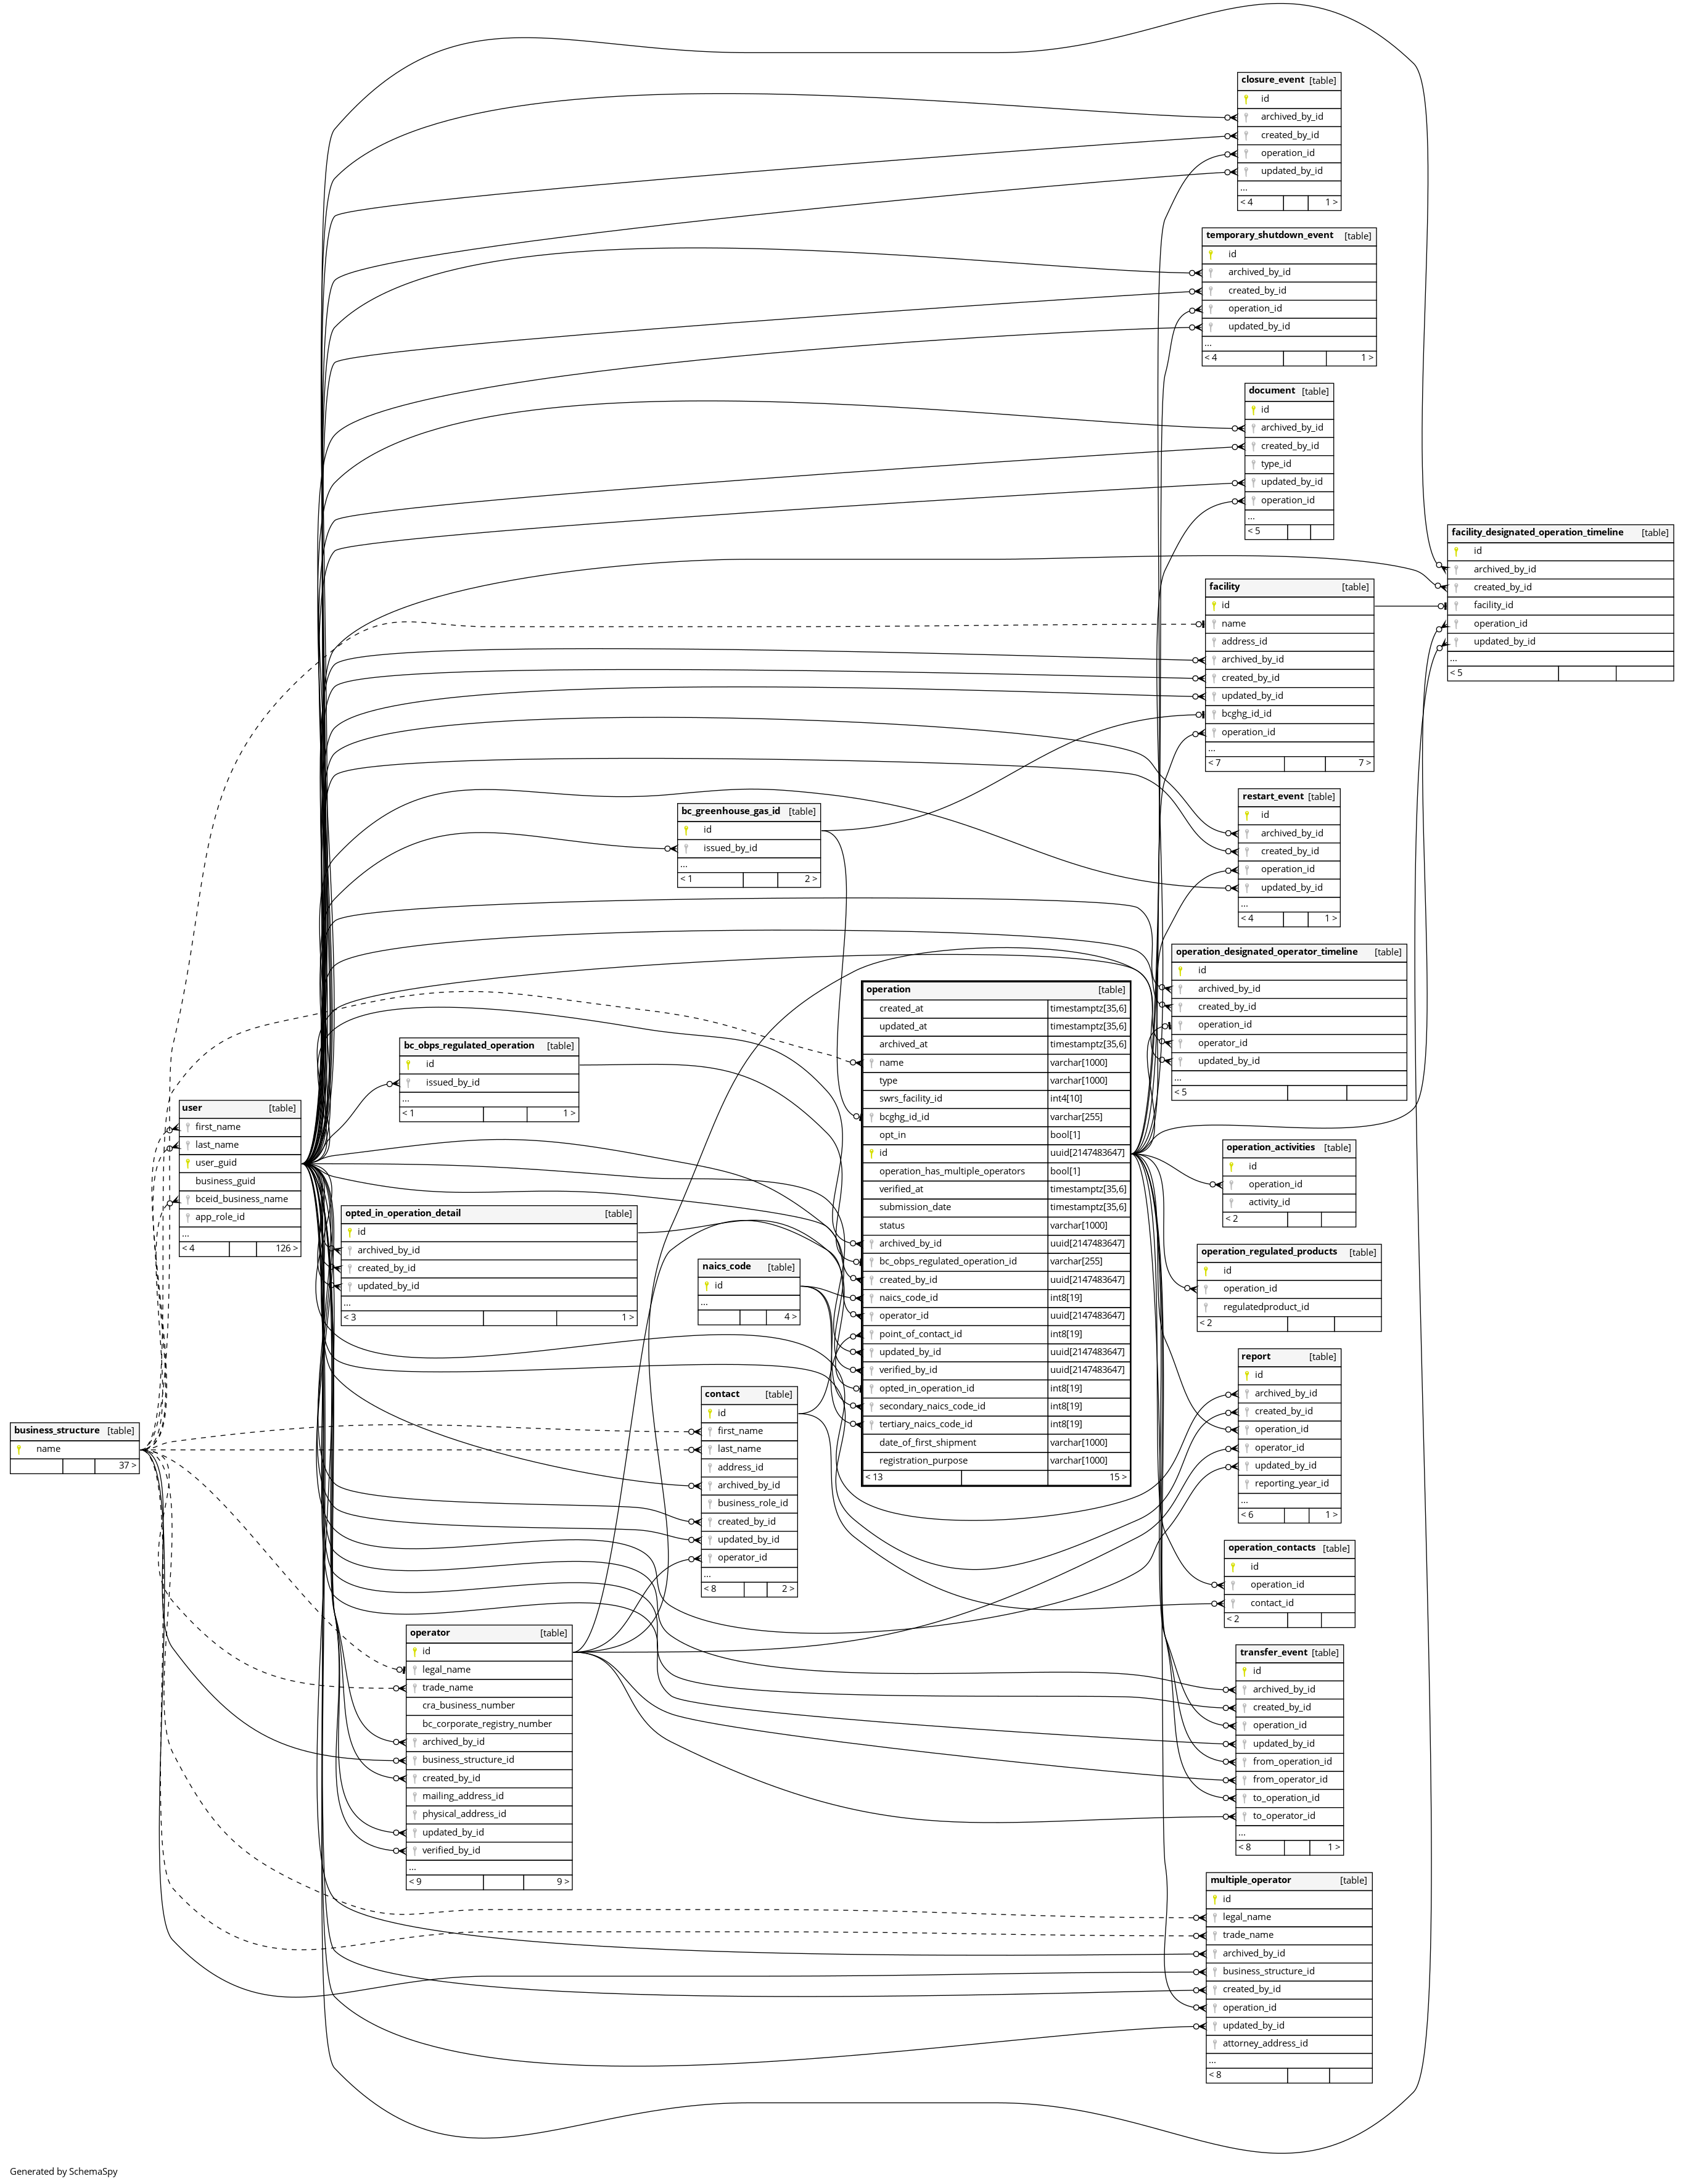 closure_event [table]
id
archived_by_id
created_by_id
operation_id
updated_by_id
...
< 4 1 >
temporary_shutdown_event [table]
id
archived_by_id
created_by_id
operation_id
updated_by_id
...
< 4 1 >
document [table]
id
archived_by_id
created_by_id
type_id
updated_by_id
operation_id
...
< 5
facility_designated_operation_timeline [table]
id
archived_by_id
created_by_id
facility_id
operation_id
updated_by_id
...
< 5
facility [table]
id
name
address_id
archived_by_id
created_by_id
updated_by_id
bcghg_id_id
operation_id
...
< 7 7 >
restart_event [table]
id
archived_by_id
created_by_id
operation_id
updated_by_id
...
< 4 1 >
bc_greenhouse_gas_id [table]
id
issued_by_id
...
< 1 2 >
operation_designated_operator_timeline [table]
id
archived_by_id
created_by_id
operation_id
operator_id
updated_by_id
...
< 5
operation [table]
created_at timestamptz[35,6]
updated_at timestamptz[35,6]
archived_at timestamptz[35,6]
name varchar[1000]
type varchar[1000]
swrs_facility_id int4[10]
bcghg_id_id varchar[255]
opt_in bool[1]
id uuid[2147483647]
operation_has_multiple_operators bool[1]
verified_at timestamptz[35,6]
submission_date timestamptz[35,6]
status varchar[1000]
archived_by_id uuid[2147483647]
bc_obps_regulated_operation_id varchar[255]
created_by_id uuid[2147483647]
naics_code_id int8[19]
operator_id uuid[2147483647]
point_of_contact_id int8[19]
updated_by_id uuid[2147483647]
verified_by_id uuid[2147483647]
opted_in_operation_id int8[19]
secondary_naics_code_id int8[19]
tertiary_naics_code_id int8[19]
date_of_first_shipment varchar[1000]
registration_purpose varchar[1000]
< 13 15 >
bc_obps_regulated_operation [table]
id
issued_by_id
...
< 1 1 >
user [table]
first_name
last_name
user_guid
business_guid
bceid_business_name
app_role_id
...
< 4 126 >
opted_in_operation_detail [table]
id
archived_by_id
created_by_id
updated_by_id
...
< 3 1 >
naics_code [table]
id
...
4 >
operation_activities [table]
id
operation_id
activity_id
< 2
operation_regulated_products [table]
id
operation_id
regulatedproduct_id
< 2
report [table]
id
archived_by_id
created_by_id
operation_id
operator_id
updated_by_id
reporting_year_id
...
< 6 1 >
contact [table]
id
first_name
last_name
address_id
archived_by_id
business_role_id
created_by_id
updated_by_id
operator_id
...
< 8 2 >
business_structure [table]
name
37 >
operation_contacts [table]
id
operation_id
contact_id
< 2
operator [table]
id
legal_name
trade_name
cra_business_number
bc_corporate_registry_number
archived_by_id
business_structure_id
created_by_id
mailing_address_id
physical_address_id
updated_by_id
verified_by_id
...
< 9 9 >
transfer_event [table]
id
archived_by_id
created_by_id
operation_id
updated_by_id
from_operation_id
from_operator_id
to_operation_id
to_operator_id
...
< 8 1 >
multiple_operator [table]
id
legal_name
trade_name
archived_by_id
business_structure_id
created_by_id
operation_id
updated_by_id
attorney_address_id
...
< 8
Generated by SchemaSpy